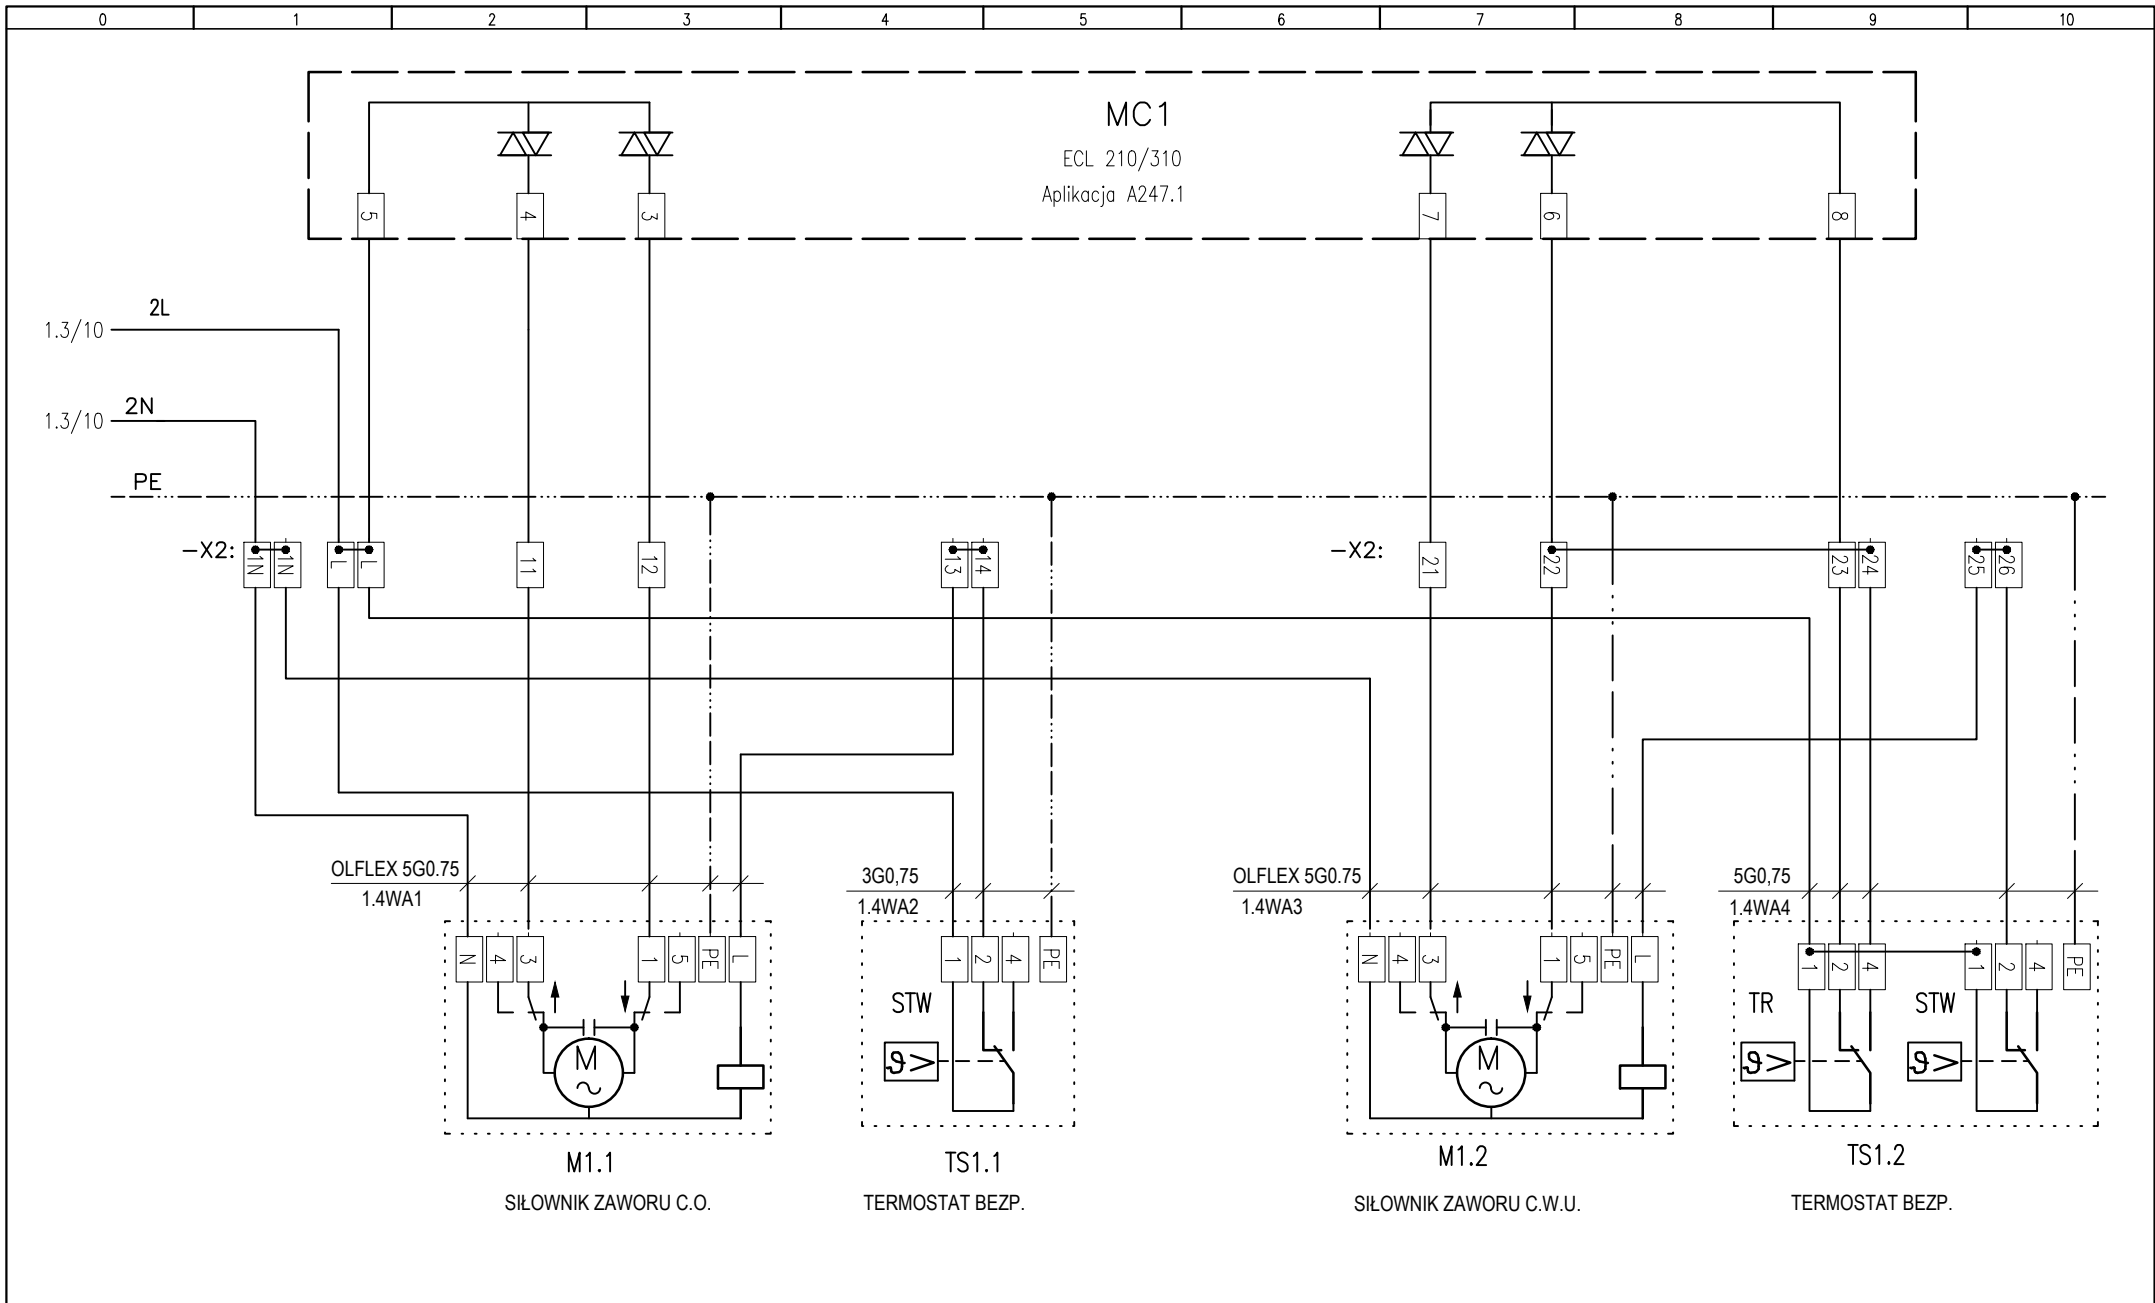 0 1 2 3 4 5 6 7 8 9 10
MC1
ECL 210/310
Aplikacja A247.1
5 4 3 7 6 8
2L
1.3/10
2N
1.3/10
PE
-X2: 1N 1N L L 11 12 13 14 -X2: 21 22 23 24 25 26
OLFLEX 5G0.75 3G0,75 OLFLEX 5G0.75 5G0,75
1.4WA1 1.4WA2 1.4WA3 1.4WA4
N 4 3 1 5 PE L 1 2 4 PE N 4 3 1 5 PE L 1 2 4 1 2 4 PE
STW TR STW
M ϑ> M ϑ> ϑ>
~ ~
M1.1 TS1.1 M1.2 TS1.2
SIŁOWNIK ZAWORU C.O. TERMOSTAT BEZP. SIŁOWNIK ZAWORU C.W.U. TERMOSTAT BEZP.